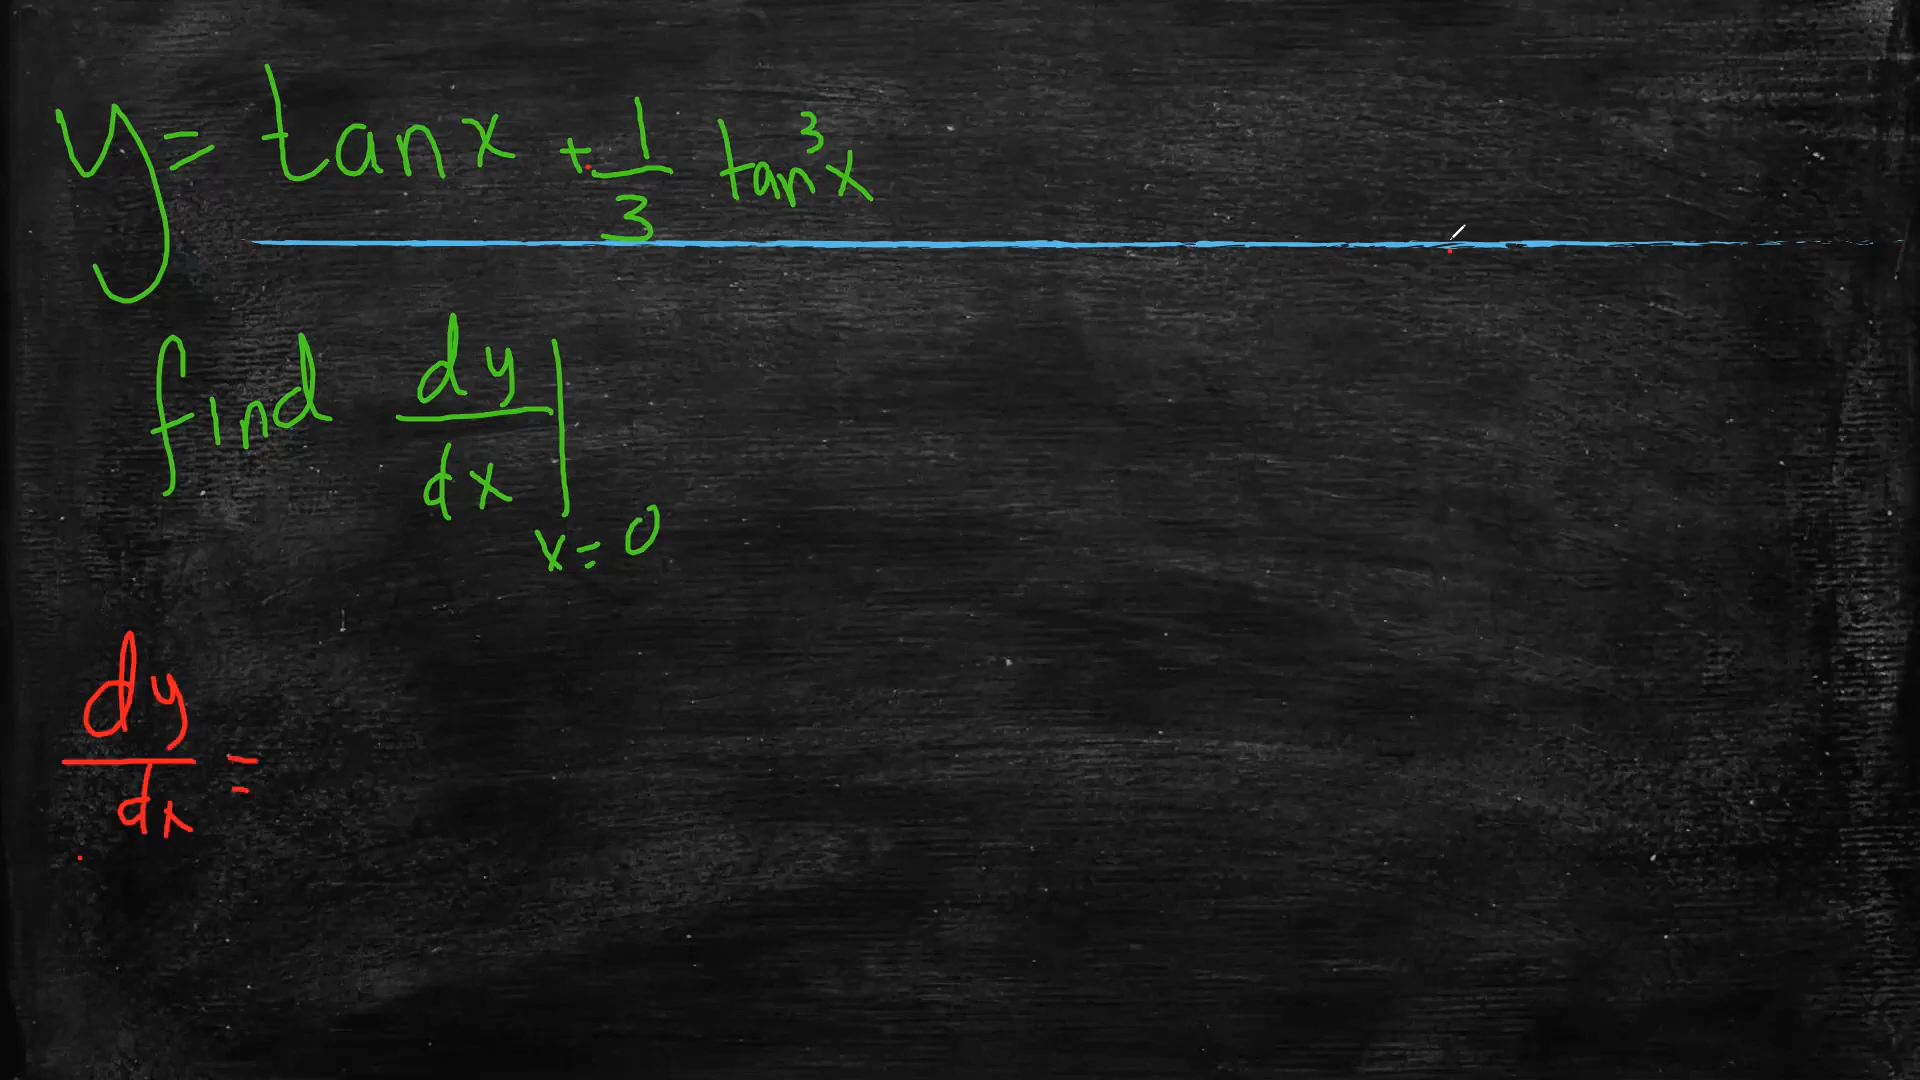 y = tan x + 1/3 tan³x
find dy/dx | x = 0
dy/dx =